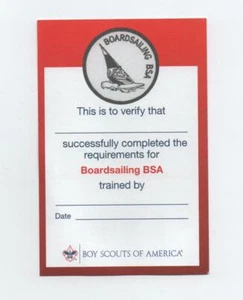 BOARDSAILING BSA
This is to verify that
successfully completed the
requirements for
Boardsailing BSA
trained by
Date
BOY SCOUTS OF AMERICA®